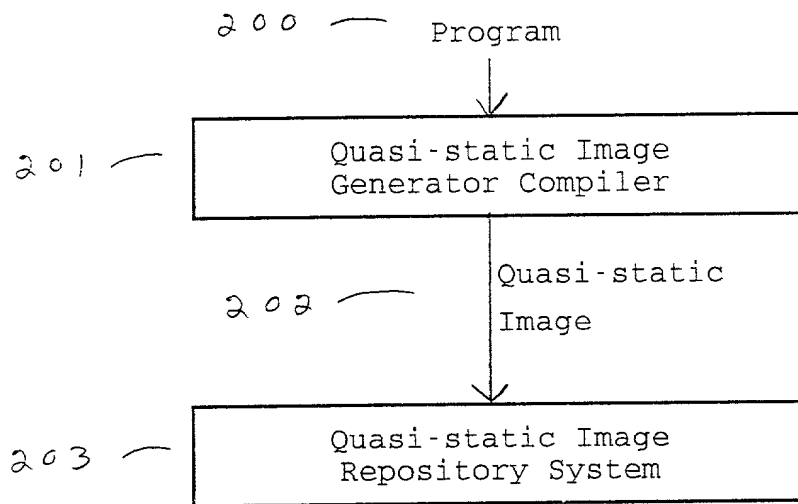 200 Program
201 Quasi-static Image
Generator Compiler
202 Quasi-static
Image
203 Quasi-static Image
Repository System